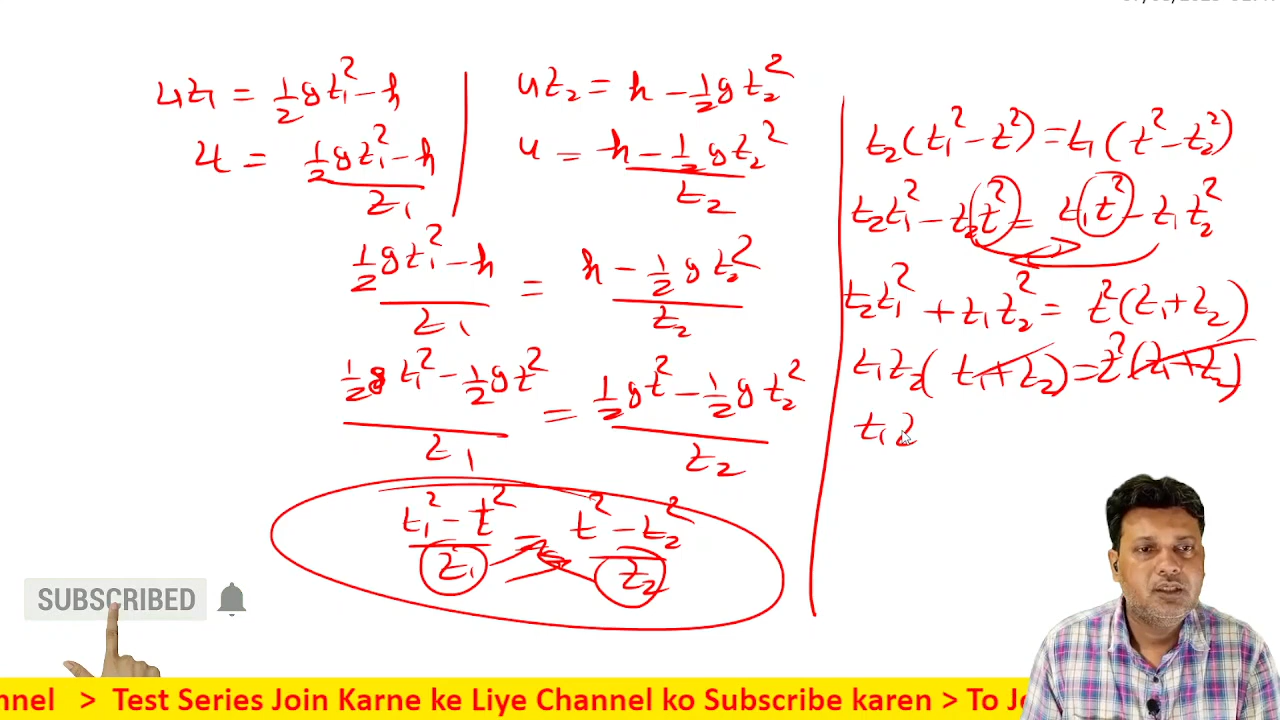 ut₁ = ½gt₁² – h
u = (½gt₁² – h)/t₁
(½gt₁² – h)/t₁ = (h – ½gt₂²)/t₂
(½gt₁² – ½gt²)/t₁ = (½gt² – ½gt₂²)/t₂
(t₁² – t²)/t₁ = (t² – t₂²)/t₂
ut₂ = h – ½gt₂²
u = (h – ½gt₂²)/t₂
t₂(t₁² – t²) = t₁(t² – t₂²)
t₂t₁² – t₂t² = t₁t² – t₁t₂²
t₂t₁² + t₁t₂² = t²(t₁+t₂)
t₁t₂(t₁+t₂) = t²(t₁+t₂)
t₁
SUBSCRIBED
nnel > Test Series Join Karne ke Liye Channel ko Subscribe karen > To Jo